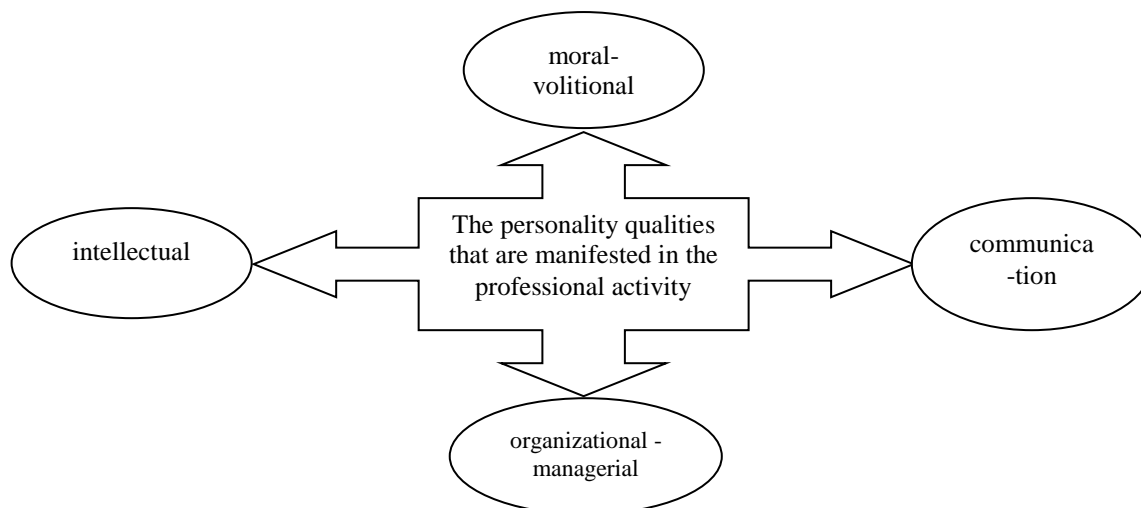 moral-
volitional
intellectual
The personality qualities
that are manifested in the
professional activity
communica
-tion
organizational -
managerial